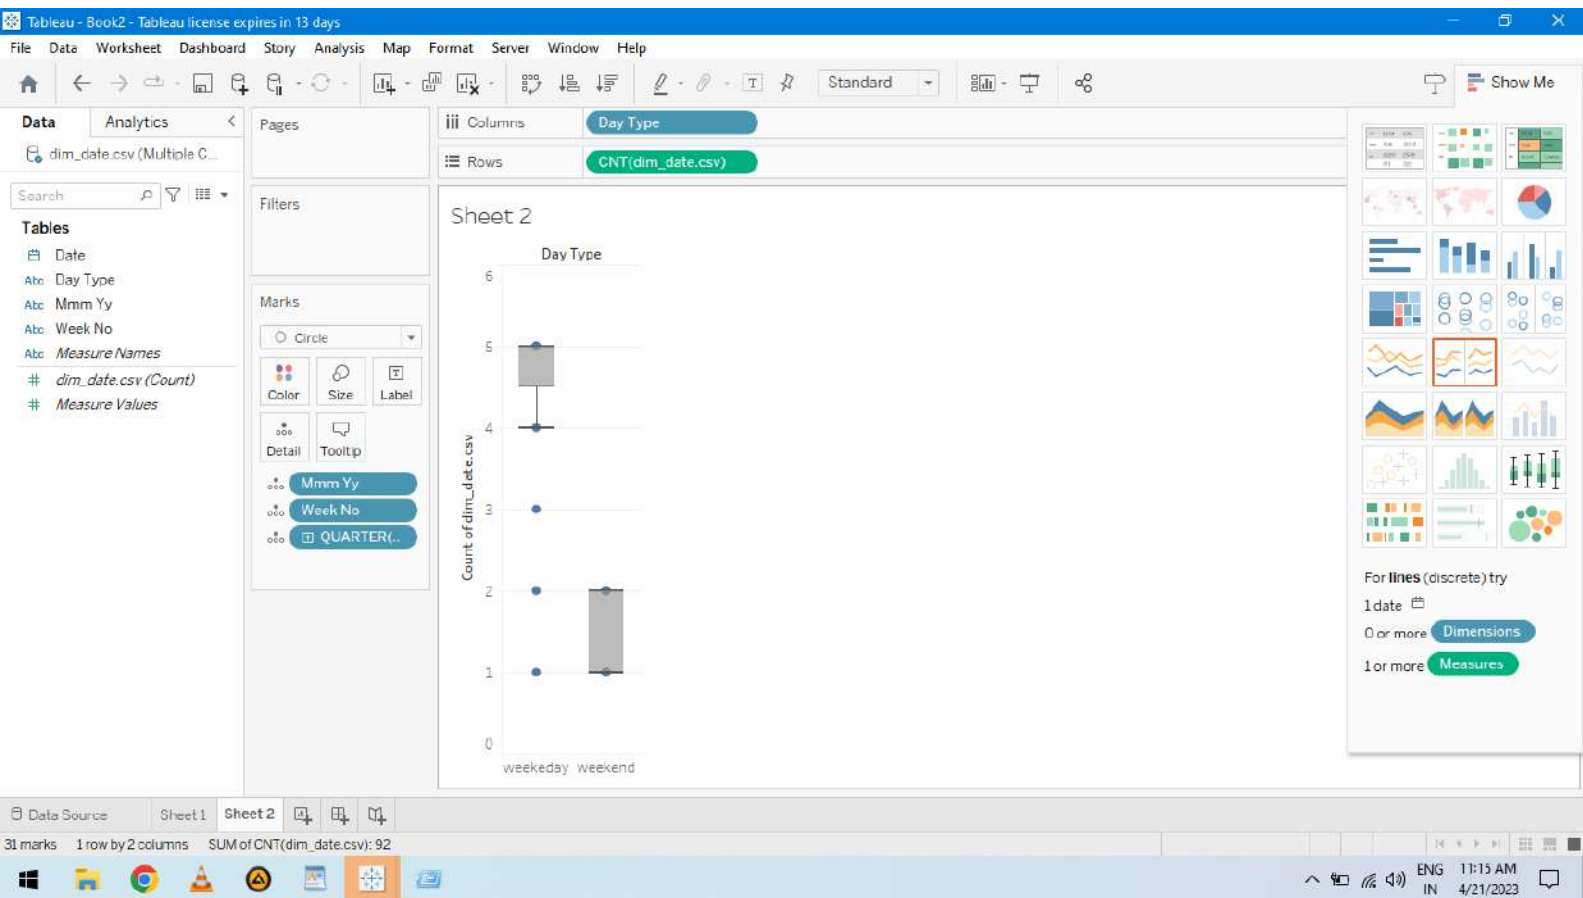 Tableau - Book2 - Tableau license expires in 13 days
File Data Worksheet Dashboard Story Analysis Map Format Server Window Help
Standard
Show Me
Data Analytics
dim_date.csv (Multiple C...
Search
Tables
Date
Abc Day Type
Abc Mmm Yy
Abc Week No
Abc Measure Names
# dim_date.csv (Count)
# Measure Values
Pages
Filters
Marks
Circle
Color Size Label
Detail Tooltip
Mmm Yy
Week No
QUARTER(..
Columns Day Type
Rows CNT(dim_date.csv)
Sheet 2
Day Type
6
5
4
3
2
1
0
Count of dim_date.csv
weekeday weekend
For lines (discrete) try
1 date
0 or more Dimensions
1 or more Measures
Data Source Sheet 1 Sheet 2
31 marks 1 row by 2 columns SUM of CNT(dim_date.csv): 92
ENG 11:15 AM
IN 4/21/2023